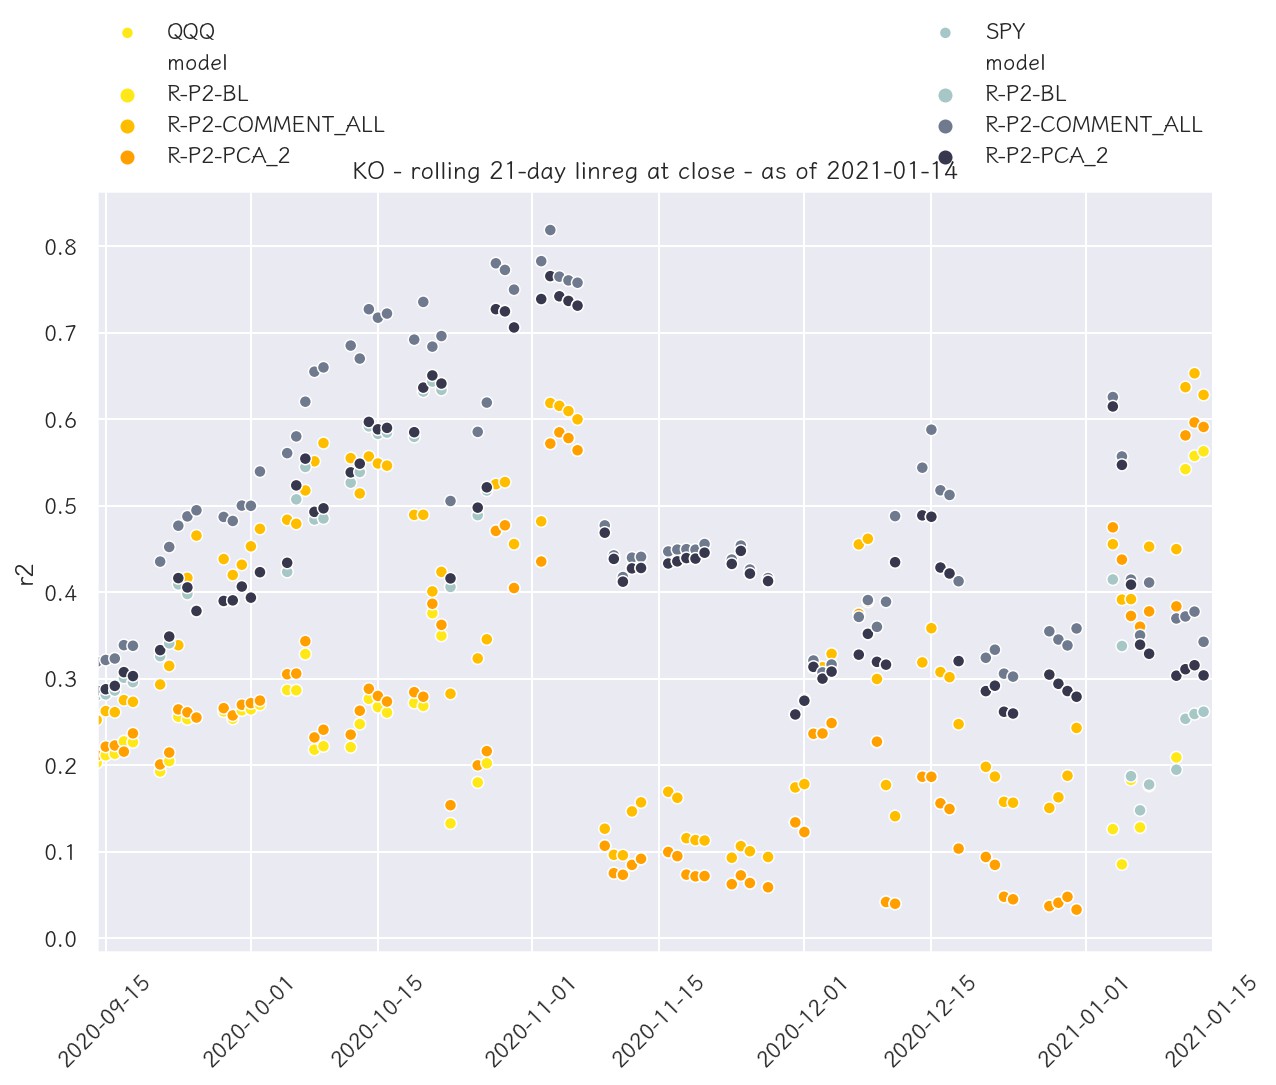 QQQ
model
R-P2-BL
R-P2-COMMENT_ALL
R-P2-PCA_2
SPY
model
R-P2-BL
R-P2-COMMENT_ALL
R-P2-PCA_2
KO - rolling 21-day linreg at close - as of 2021-01-14
r2
0.8
0.7
0.6
0.5
0.4
0.3
0.2
0.1
0.0
2020-09-15
2020-10-01
2020-10-15
2020-11-01
2020-11-15
2020-12-01
2020-12-15
2021-01-01
2021-01-15